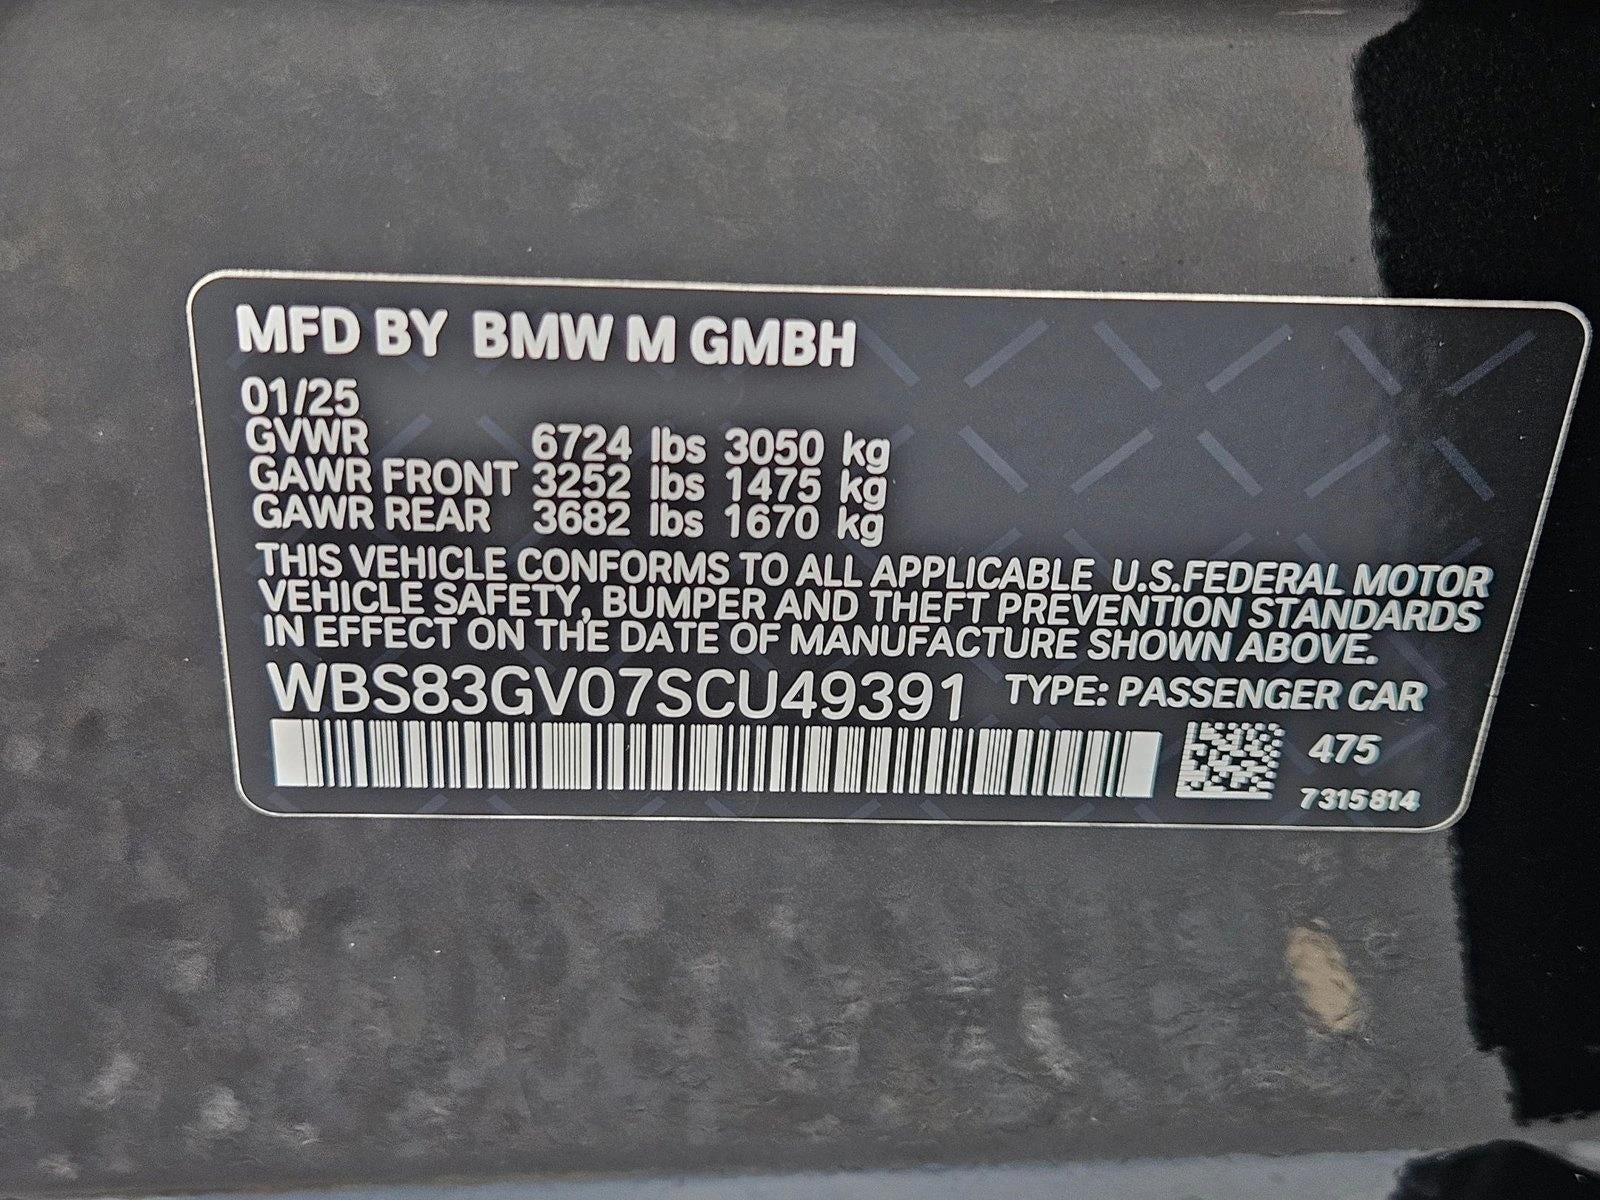 MFD BY BMW M GMBH
01/25
GVWR 6724 lbs 3050 kg
GAWR FRONT 3252 lbs 1475 kg
GAWR REAR 3682 lbs 1670 kg
THIS VEHICLE CONFORMS TO ALL APPLICABLE U.S.FEDERAL MOTOR
VEHICLE SAFETY, BUMPER AND THEFT PREVENTION STANDARDS
IN EFFECT ON THE DATE OF MANUFACTURE SHOWN ABOVE.
WBS83GV07SCU49391 TYPE: PASSENGER CAR
475
7315814